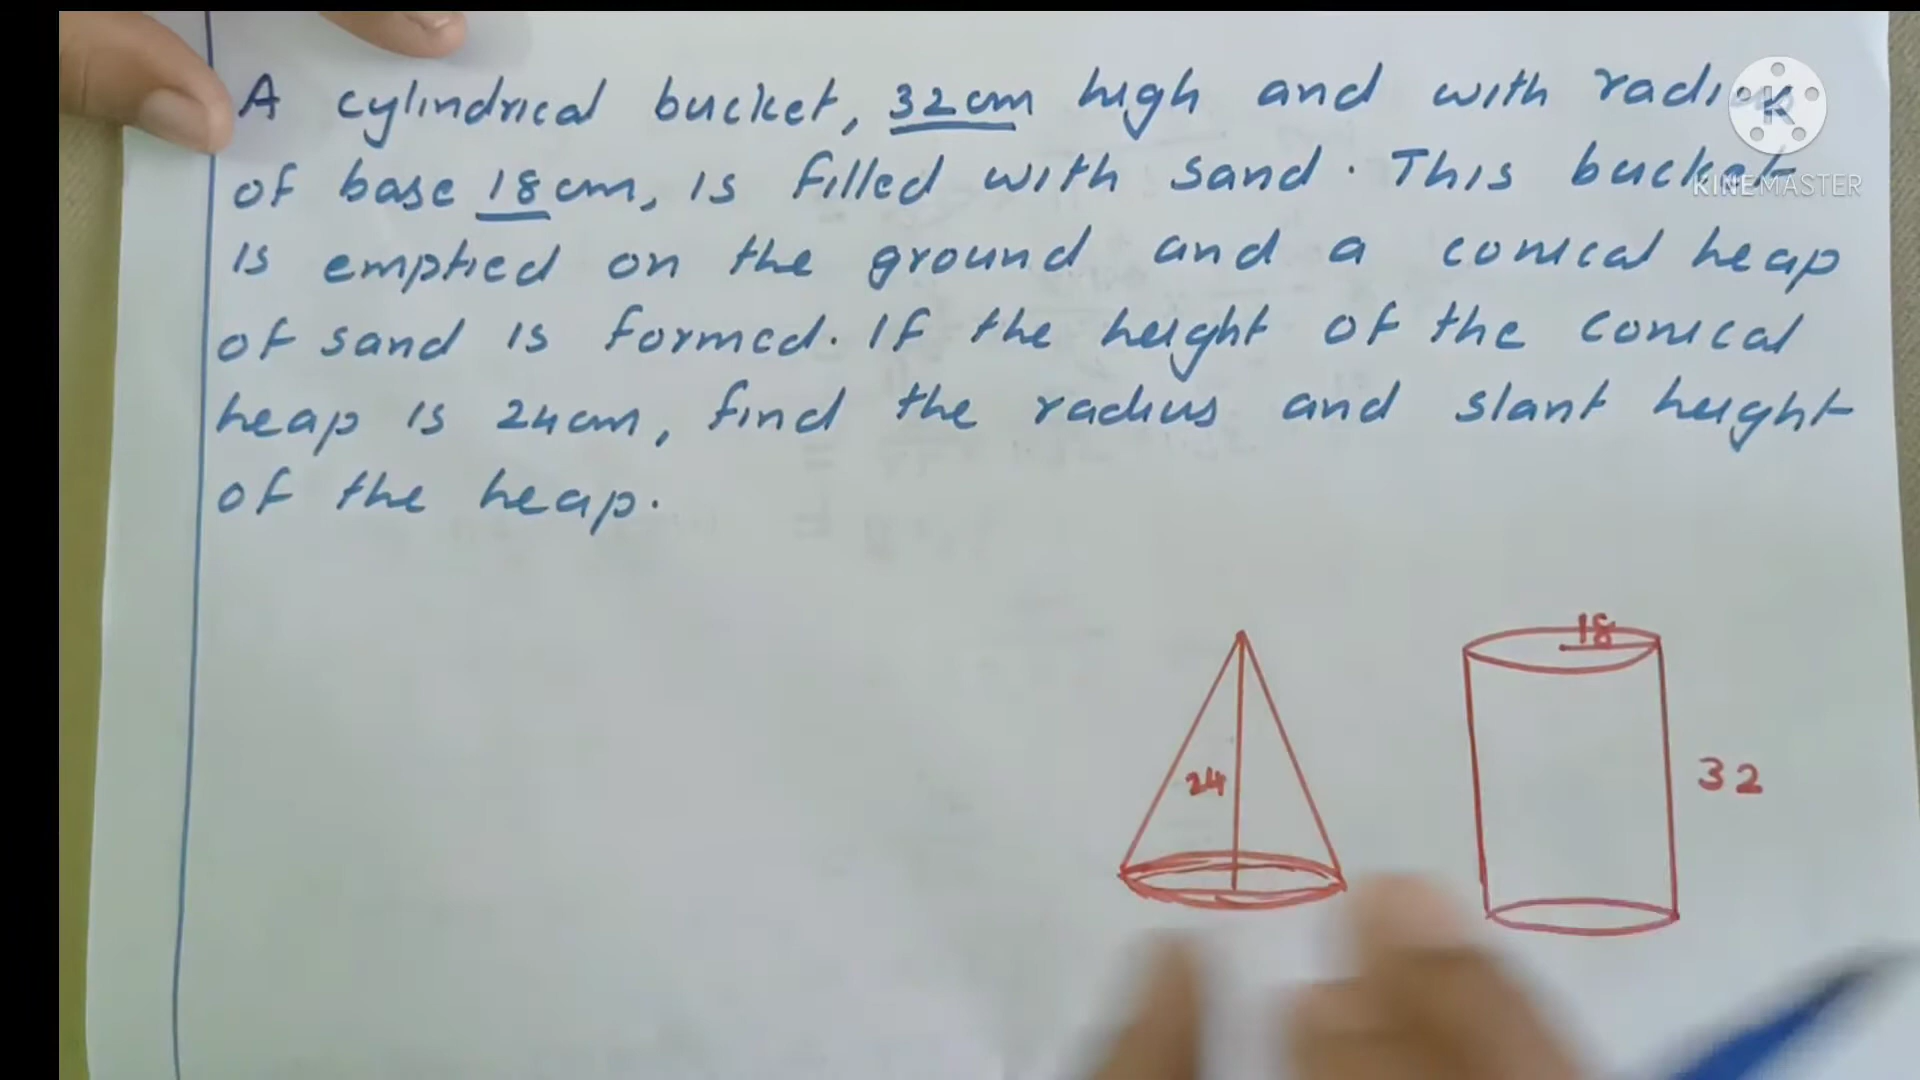 A cylindrical bucket, 32cm high and with radius
of base 18cm, is filled with sand. This bucket
is emptied on the ground and a conical heap
of sand is formed. If the height of the conical
heap is 24cm, find the radius and slant height
of the heap.
K
KINEMASTER
18
24
32